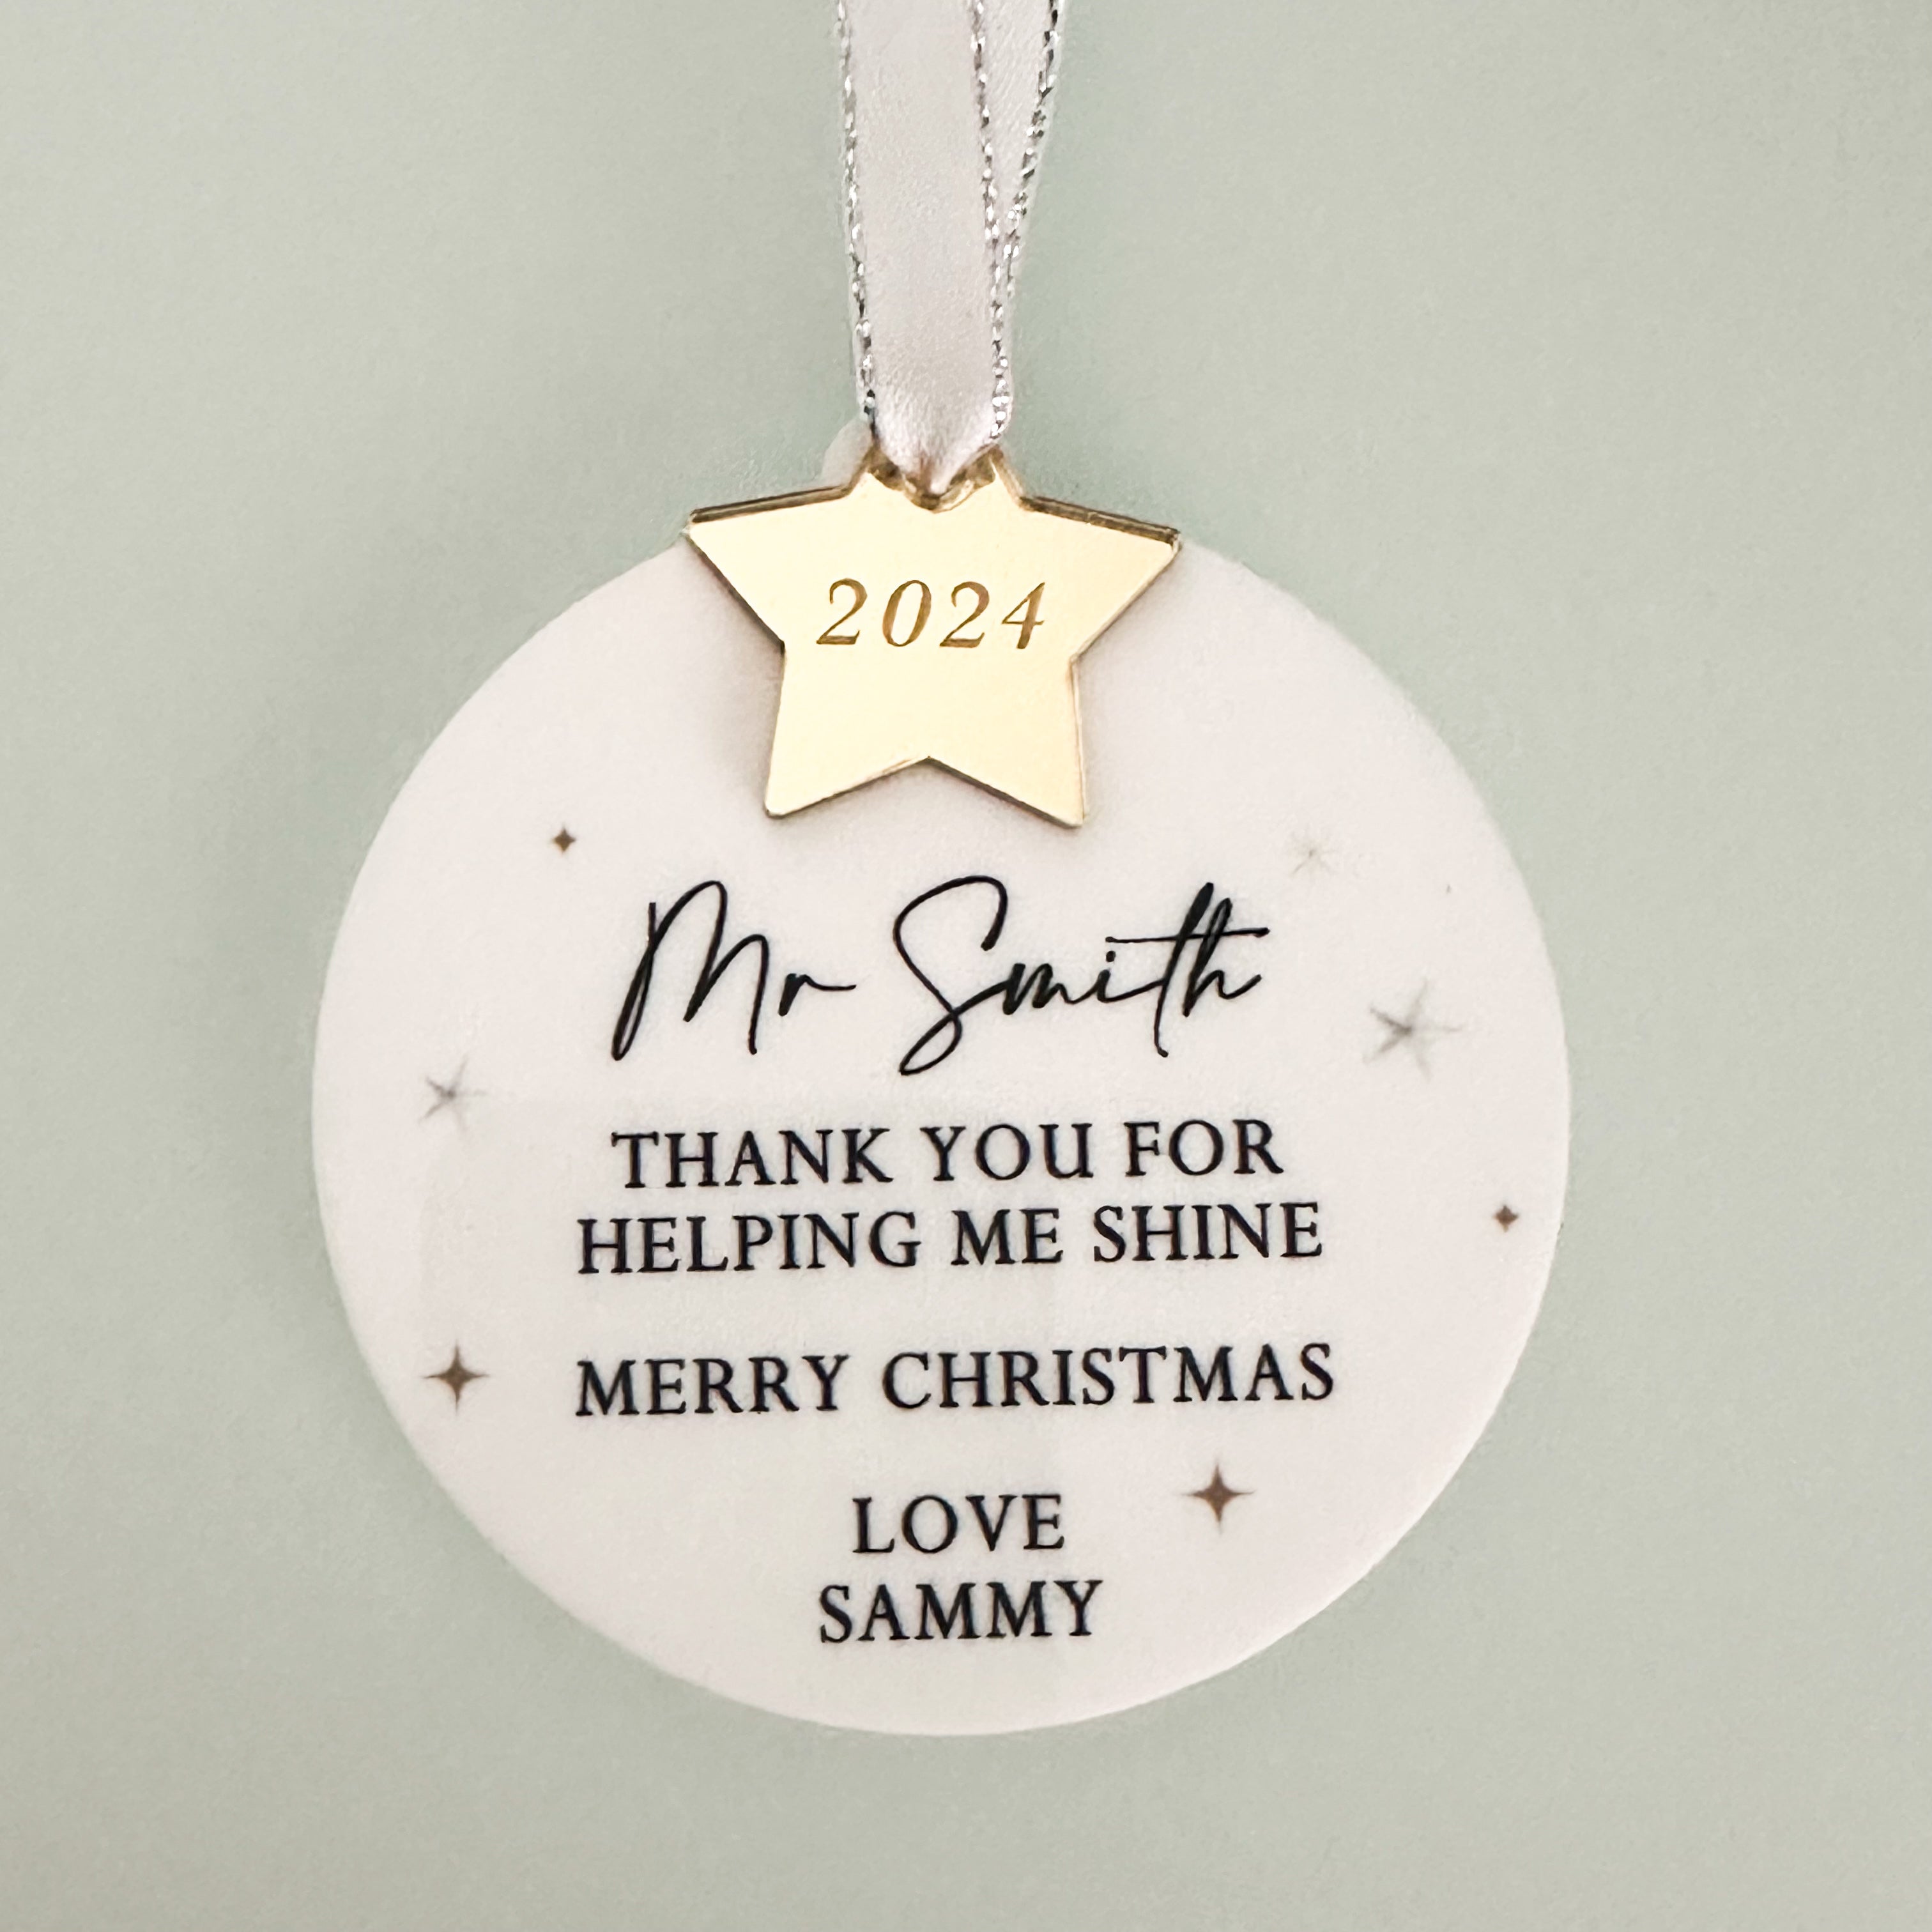 2024
Mr Smith
THANK YOU FOR
HELPING ME SHINE
MERRY CHRISTMAS
LOVE
SAMMY